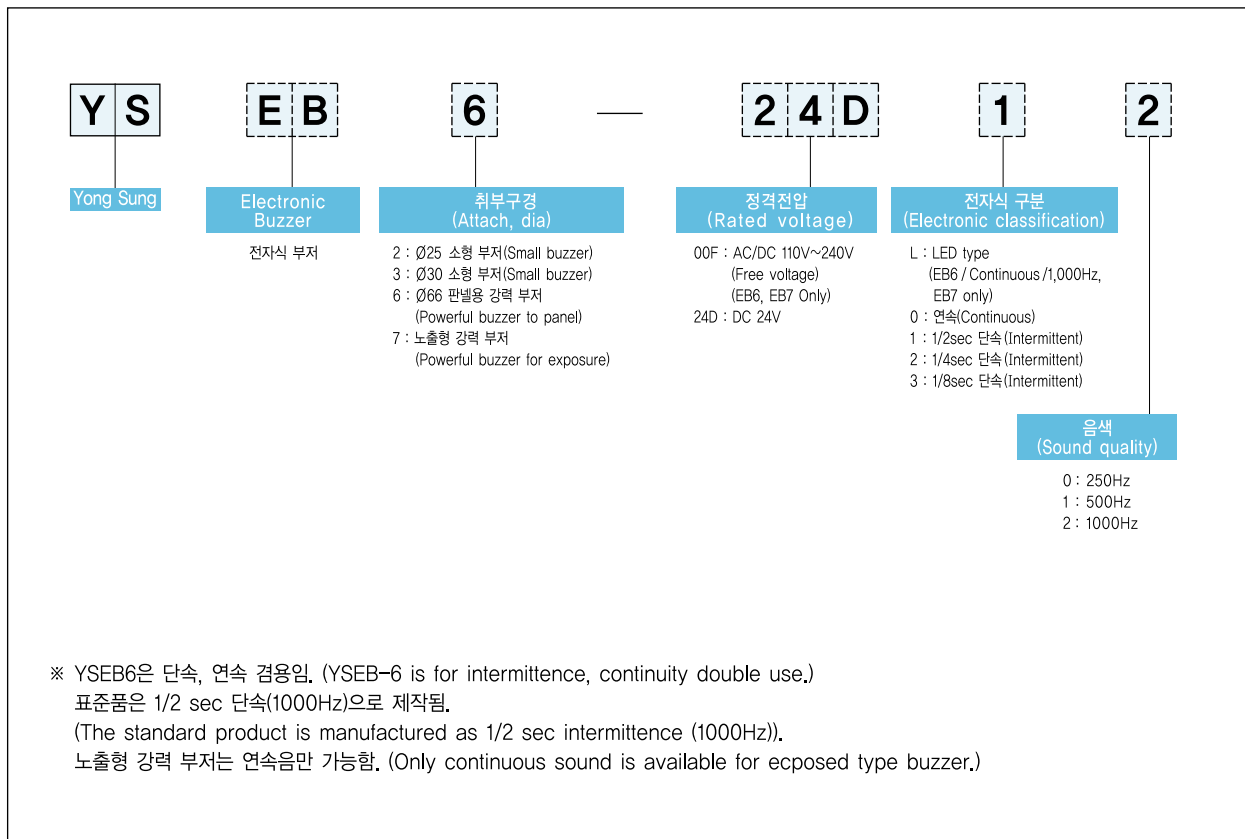 YS EB 6 — 24D 1 2
Yong Sung
Electronic
Buzzer
전자식 부저
취부구경
(Attach, dia)
2 : Ø25 소형 부저(Small buzzer)
3 : Ø30 소형 부저(Small buzzer)
6 : Ø66 판넬용 강력 부저
(Powerful buzzer to panel)
7 : 노출형 강력 부저
(Powerful buzzer for exposure)
정격전압
(Rated voltage)
00F : AC/DC 110V~240V
(Free voltage)
(EB6, EB7 Only)
24D : DC 24V
전자식 구분
(Electronic classification)
L : LED type
(EB6 / Continuous /1,000Hz,
EB7 only)
0 : 연속(Continuous)
1 : 1/2sec 단속(Intermittent)
2 : 1/4sec 단속(Intermittent)
3 : 1/8sec 단속(Intermittent)
음색
(Sound quality)
0 : 250Hz
1 : 500Hz
2 : 1000Hz
※ YSEB6은 단속, 연속 겸용임. (YSEB-6 is for intermittence, continuity double use.)
표준품은 1/2 sec 단속(1000Hz)으로 제작됨.
(The standard product is manufactured as 1/2 sec intermittence (1000Hz)).
노출형 강력 부저는 연속음만 가능함. (Only continuous sound is available for ecposed type buzzer.)